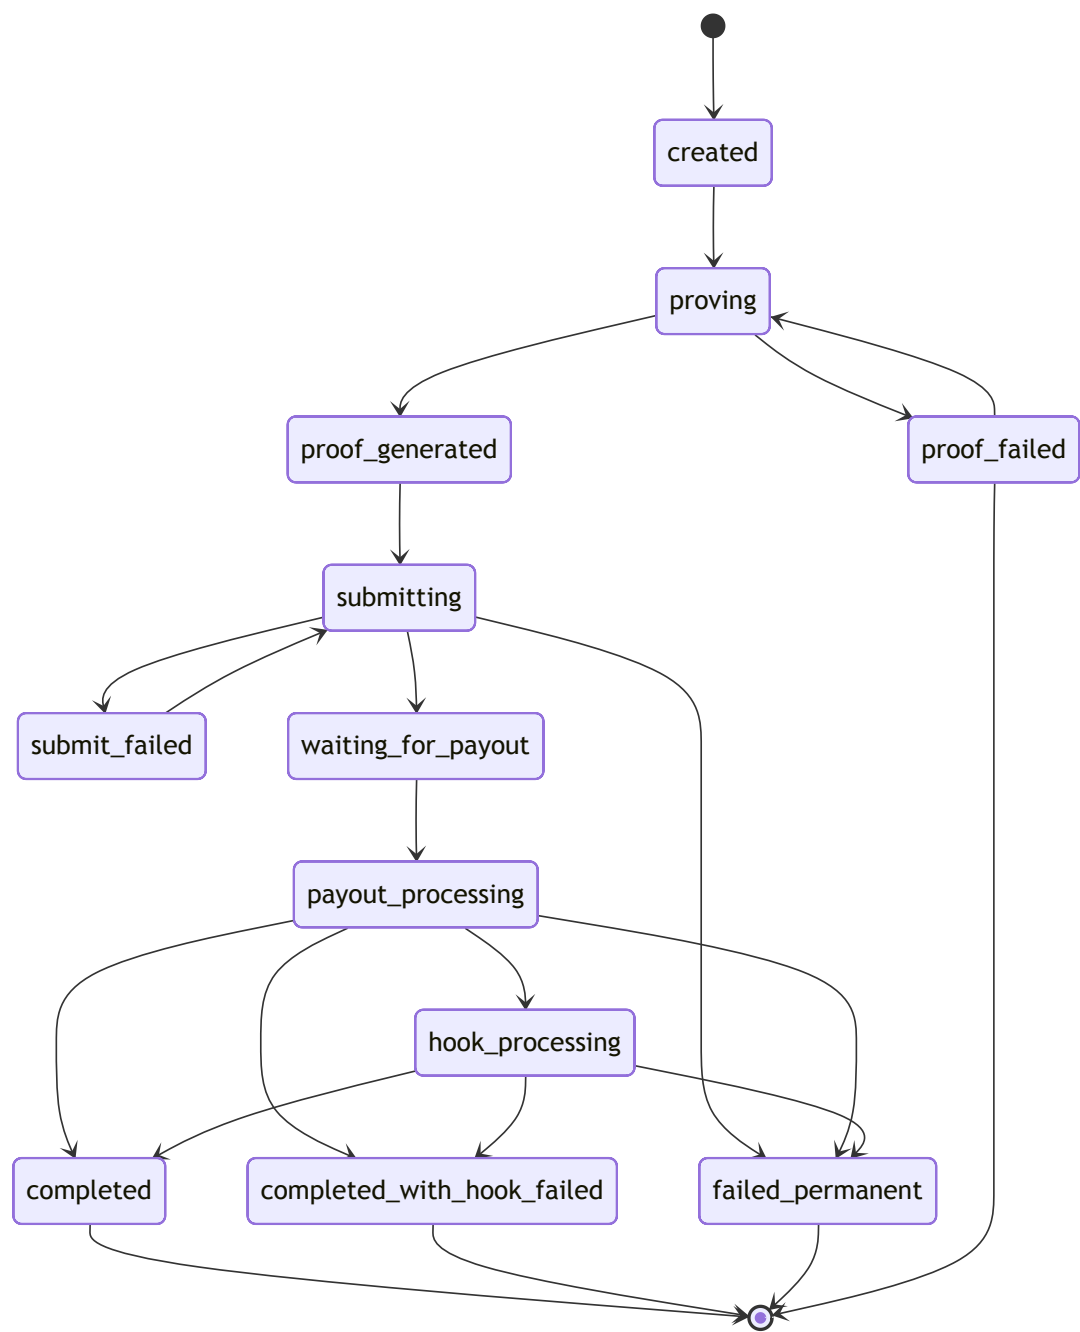 created
proving
proof_generated
proof_failed
submitting
submit_failed
waiting_for_payout
payout_processing
hook_processing
completed
completed_with_hook_failed
failed_permanent